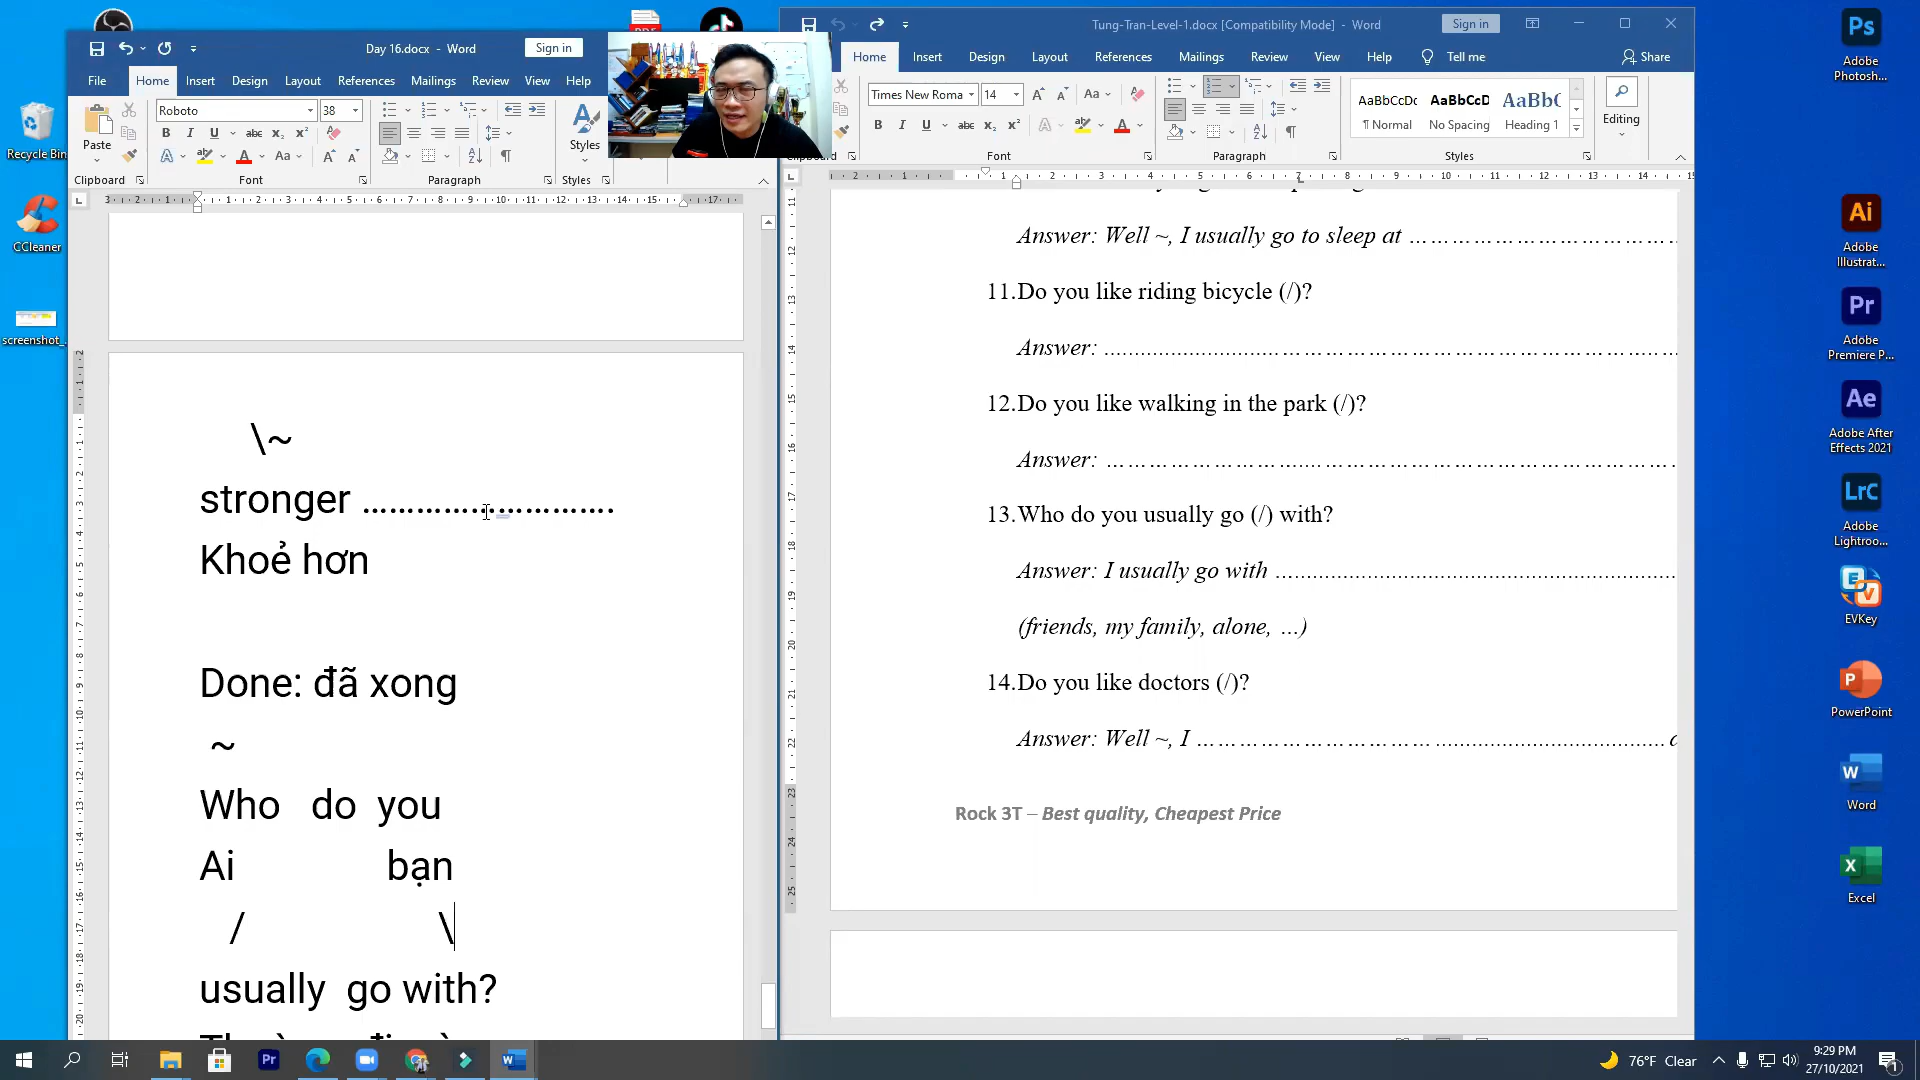 Recycle Bin
CCleaner
screenshot_...
Day 16.docx - Word
Sign in
File Home Insert Design Layout References Mailings Review View Help
Paste
Roboto 38
Styles
Clipboard Font Paragraph Styles
\~
stronger ……………………….
Khoẻ hơn
Done: đã xong
~
Who do you
Ai bạn
/ \
usually go with?
Tung-Tran-Level-1.docx [Compatibility Mode] - Word
Sign in
Home Insert Design Layout References Mailings Review View Help Tell me Share
Times New Roma 14
AaBbCcDc AaBbCcD AaBbC
¶ Normal No Spacing Heading 1
Editing
Font Paragraph Styles
Answer: Well ~, I usually go to sleep at ……………………………….
11.Do you like riding bicycle (/)?
Answer: ……………………………………………………………
12.Do you like walking in the park (/)?
Answer: ……………………………………………………………
13.Who do you usually go (/) with?
Answer: I usually go with ……………………………………………
(friends, my family, alone, …)
14.Do you like doctors (/)?
Answer: Well ~, I ……………………………………………………
Rock 3T – Best quality, Cheapest Price
Ps
Adobe
Photosh...
Ai
Adobe
Illustrat...
Pr
Adobe
Premiere P...
Ae
Adobe After
Effects 2021
LrC
Adobe
Lightroo...
EVKey
PowerPoint
Word
Excel
76°F Clear
9:29 PM
27/10/2021